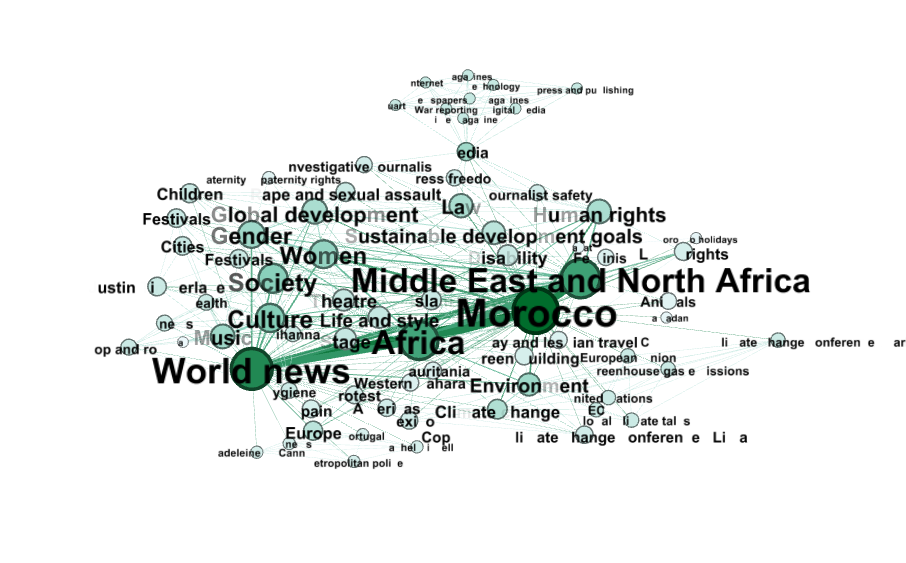 aga ines
nternet
e hnology
press and pu lishing
e spapers
aga ines
uart
War reporting
igital edia
i e aga ine
edia
nvestigative ournalis
aternity
paternity rights
ress freedo
Children
ape and sexual assault
Law
ournalist safety
Festivals
Global development
Human rights
Gender
Sustainable development goals
Cities
Festivals
Women
isability
Fe inis
L
rights
oro o holidays
ustin i erla e
Society
Middle East and North Africa
ealth
Theatre
sla
Ani als
ne s
Culture
Life and style
Morocco
a adan
Music
ihanna
op and ro
stage
Africa
ay and les ian travel
C
li ate hange onferen e ar
World news
reen uilding
European nion
auritania
reenhouse gas e issions
Western ahara
Environment
ygiene
rotest
nited ations
pain
A eri as
Cli ate hange
EC
exi o
lo al li ate tal s
Europe
ortugal
Cop
li ate hange onferen e Li a
ne s
a hel i ell
adeleine Cann
etropolitan poli e